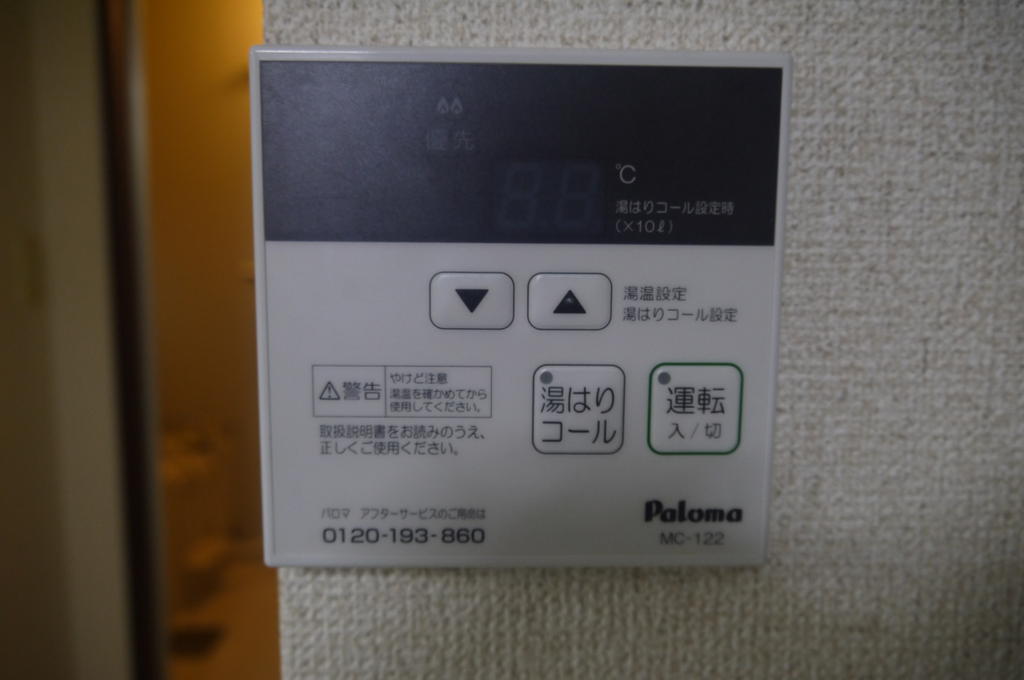 優先
88
℃
湯はりコール設定時
(×10ℓ)
▼ ▲
湯温設定
湯はりコール設定
⚠警告
やけど注意
湯温を確かめてから
使用してください。
取扱説明書をお読みのうえ、
正しくご使用ください。
湯はり
コール
運転
入/切
パロマ アフターサービスのご用命は
0120-193-860
Paloma
MC-122